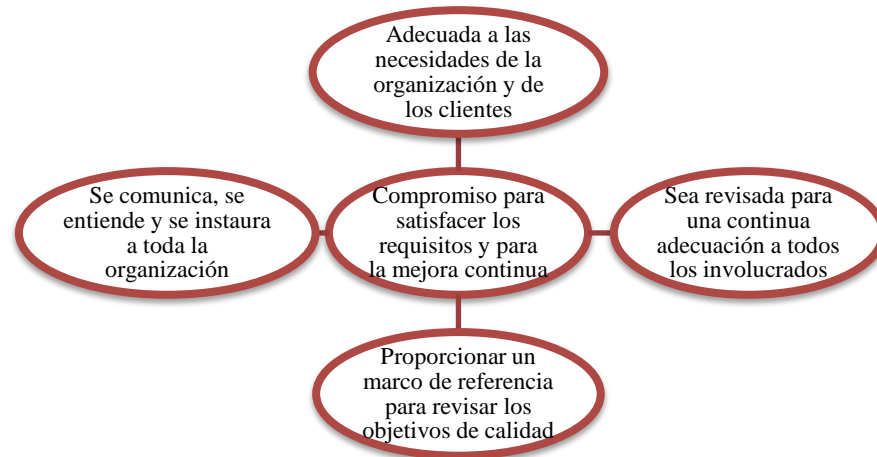 Adecuada a las
necesidades de la
organización y de
los clientes
Se comunica, se
entiende y se instaura
a toda la
organización
Compromiso para
satisfacer los
requisitos y para
la mejora continua
Sea revisada para
una continua
adecuación a todos
los involucrados
Proporcionar un
marco de referencia
para revisar los
objetivos de calidad